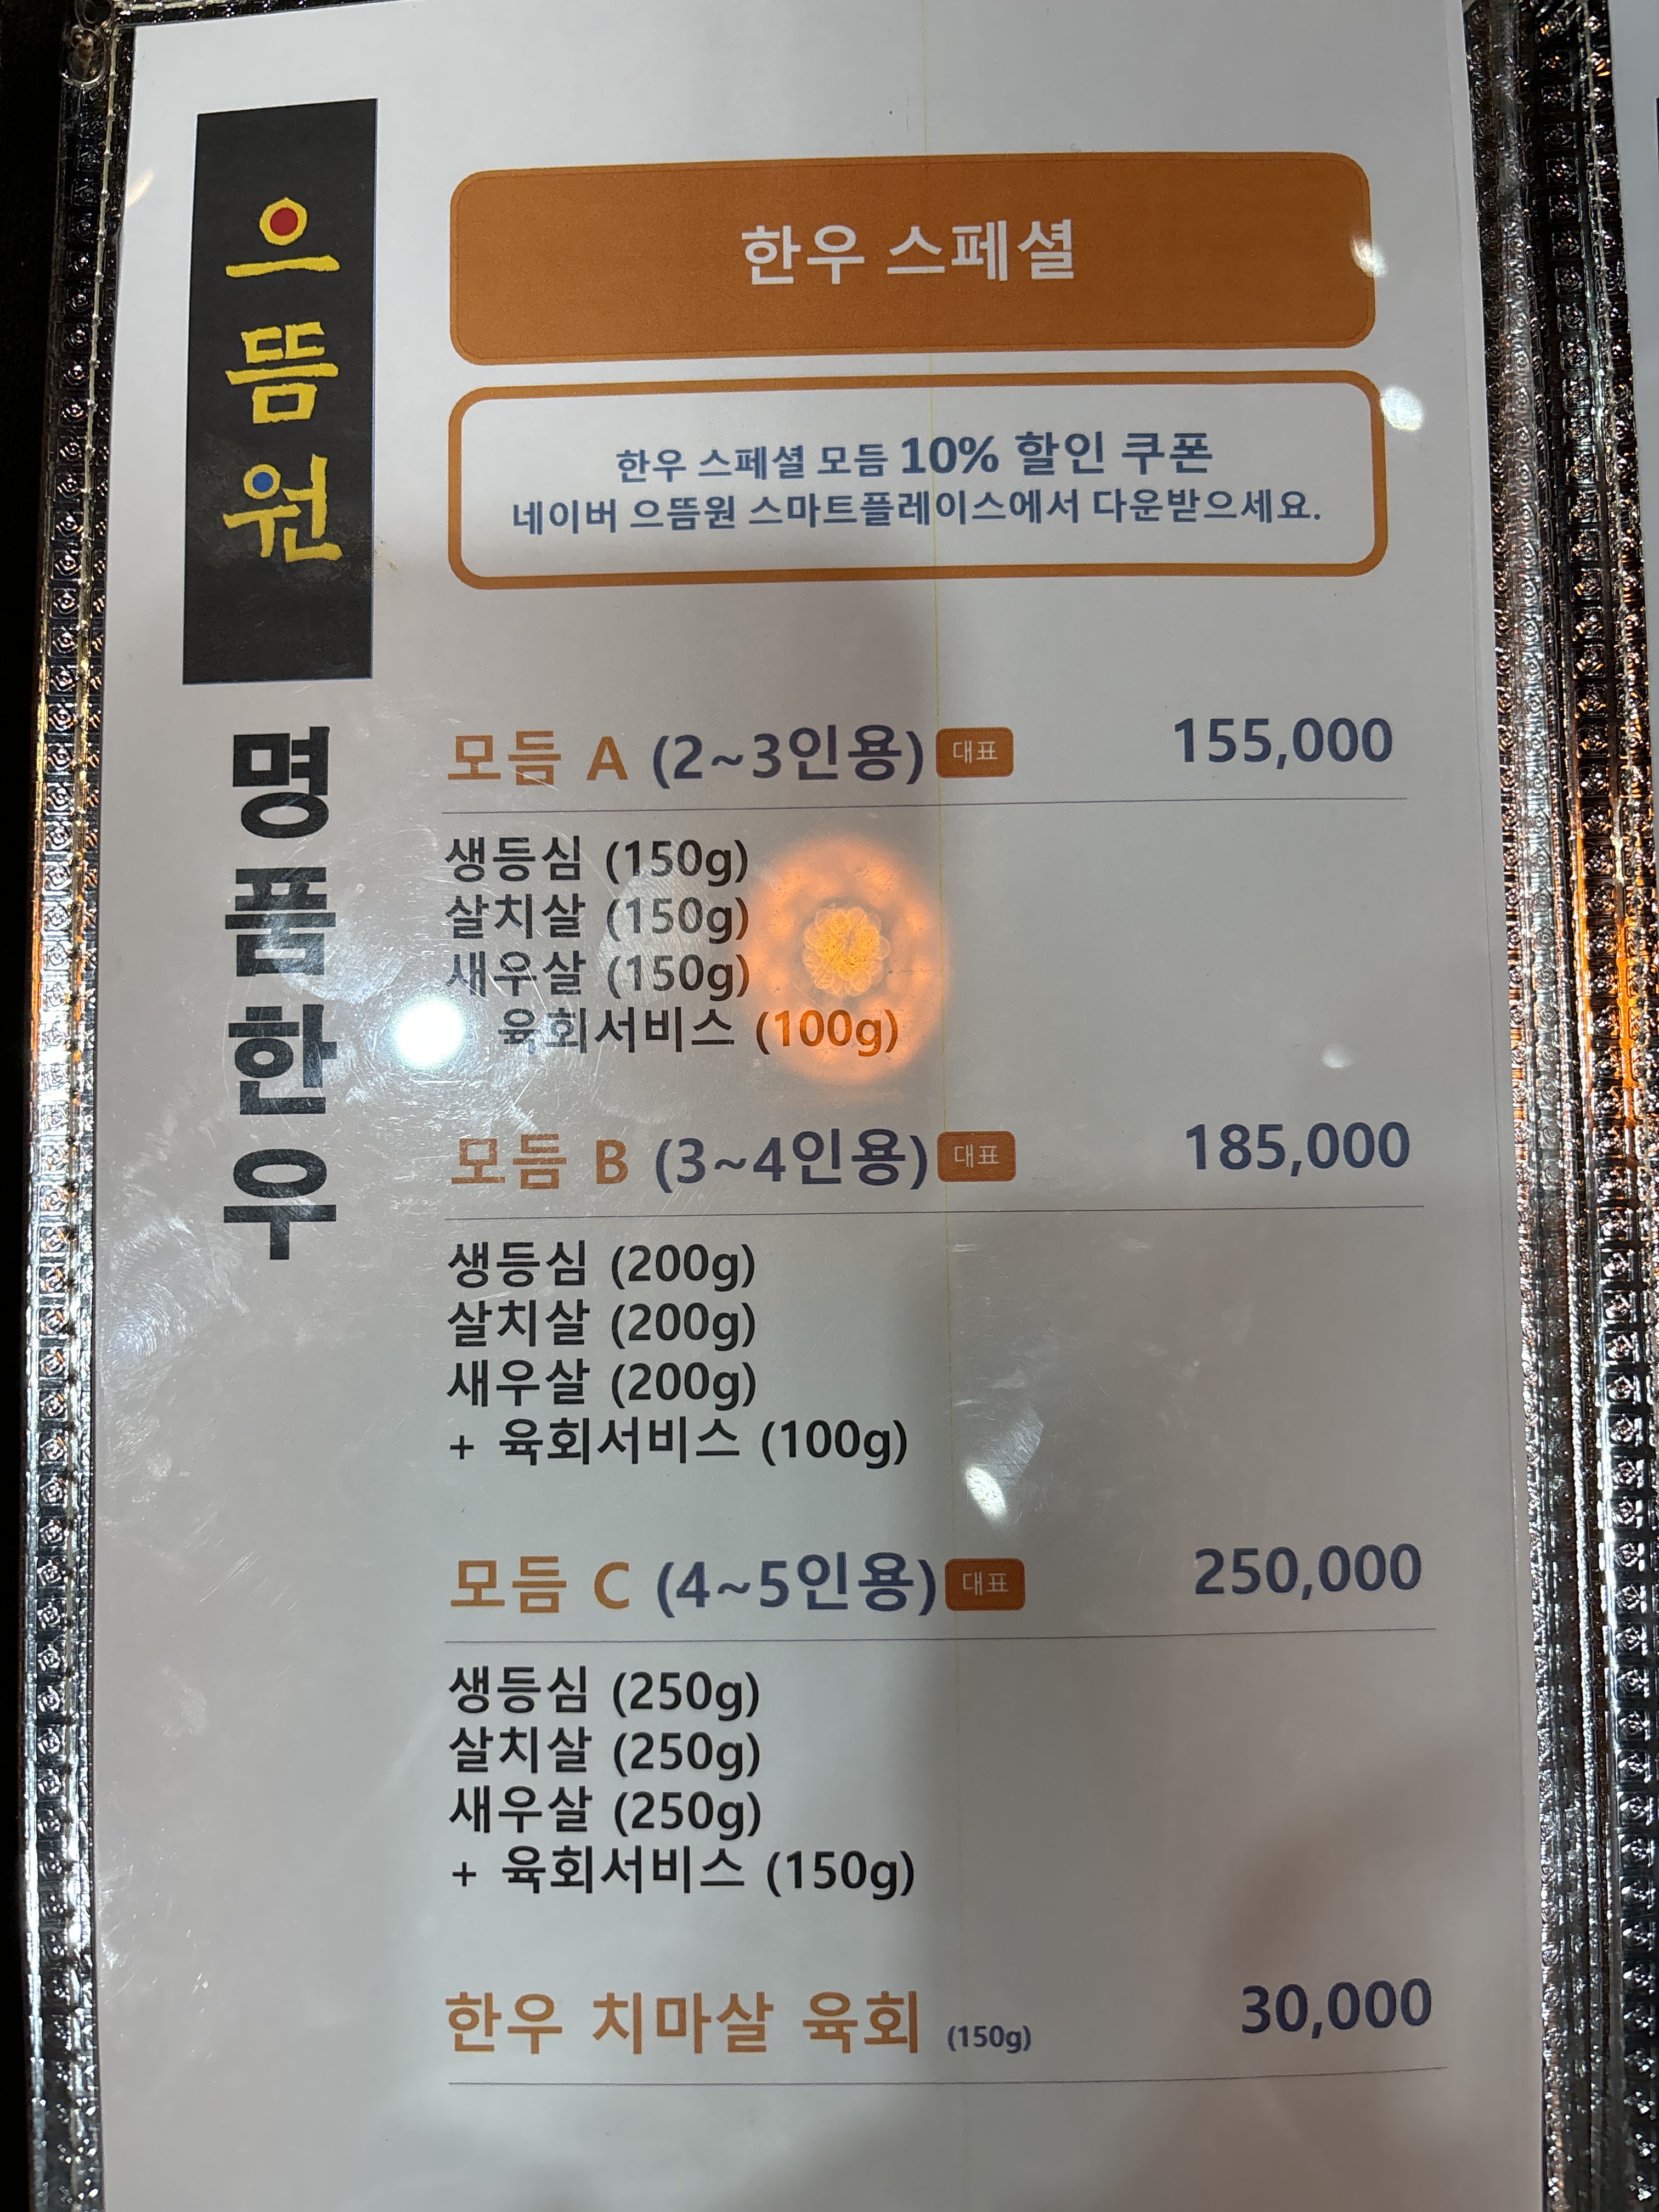 으뜸원
명품한우
한우 스페셜
한우 스페셜 모듬 10% 할인 쿠폰
네이버 으뜸원 스마트플레이스에서 다운받으세요.
모듬 A (2~3인용) 대표 155,000
생등심 (150g)
살치살 (150g)
새우살 (150g)
육회서비스 (100g)
모듬 B (3~4인용) 대표 185,000
생등심 (200g)
살치살 (200g)
새우살 (200g)
+ 육회서비스 (100g)
모듬 C (4~5인용) 대표 250,000
생등심 (250g)
살치살 (250g)
새우살 (250g)
+ 육회서비스 (150g)
한우 치마살 육회 (150g) 30,000